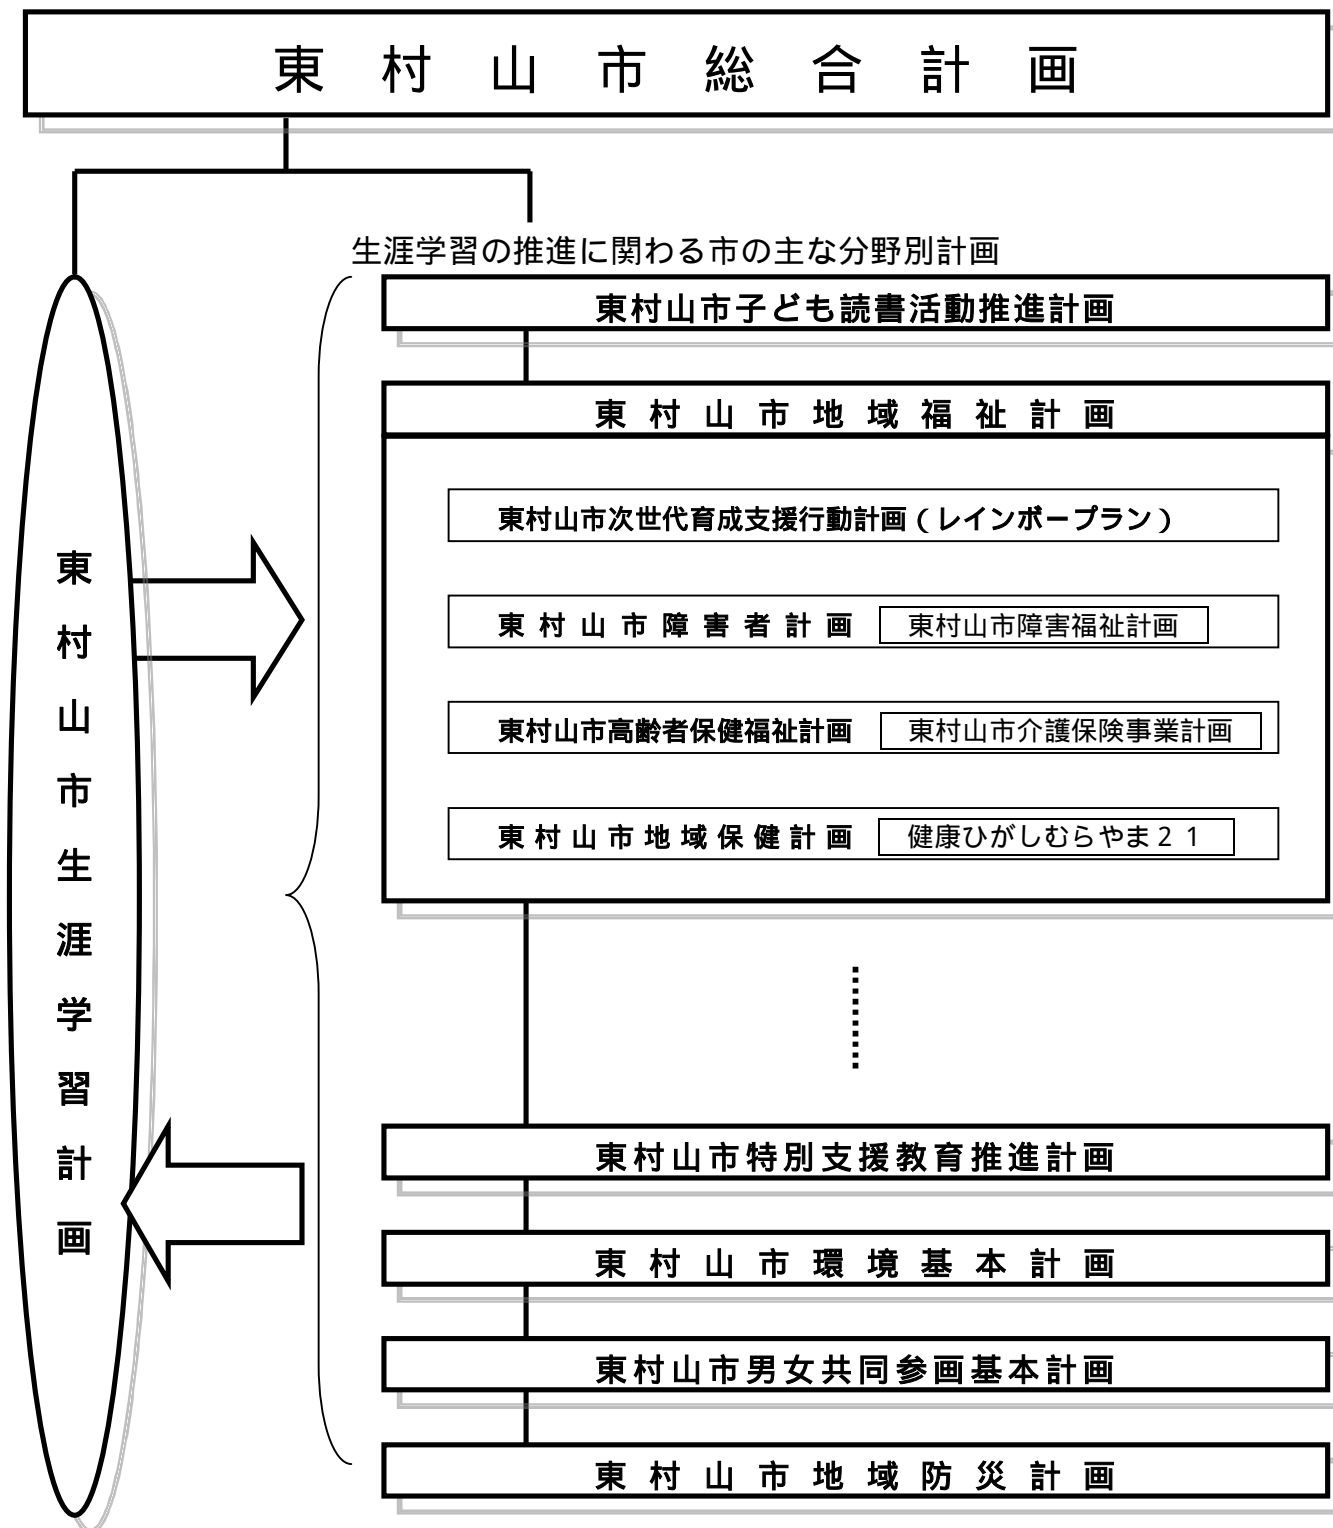 東村山市総合計画
生涯学習の推進に関わる市の主な分野別計画
東村山市子ども読書活動推進計画
東村山市地域福祉計画
東村山市次世代育成支援行動計画（レインボープラン）
東村山市障害者計画 東村山市障害福祉計画
東村山市高齢者保健福祉計画 東村山市介護保険事業計画
東村山市地域保健計画 健康ひがしむらやま２１
東村山市特別支援教育推進計画
東村山市環境基本計画
東村山市男女共同参画基本計画
東村山市地域防災計画
東村山市生涯学習計画